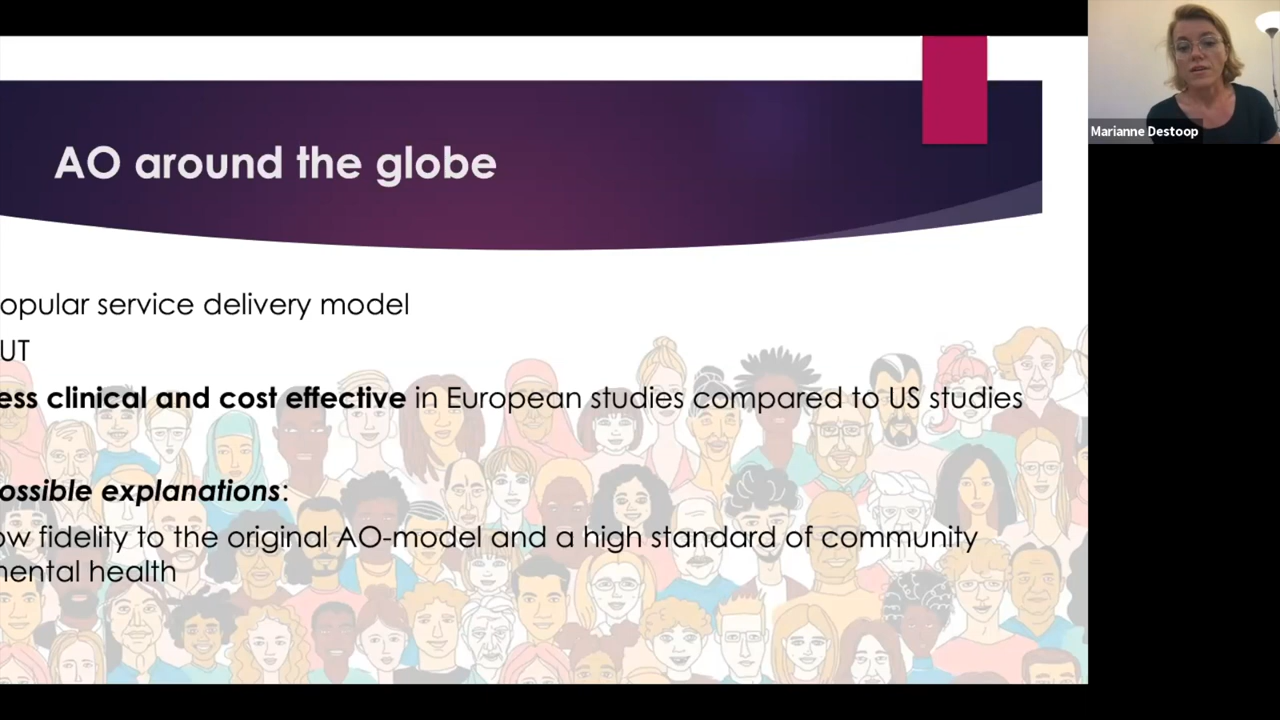 AO around the globe
opular service delivery model
UT
ess clinical and cost effective in European studies compared to US studies
ossible explanations:
ow fidelity to the original AO-model and a high standard of community
mental health
Marianne Destoop